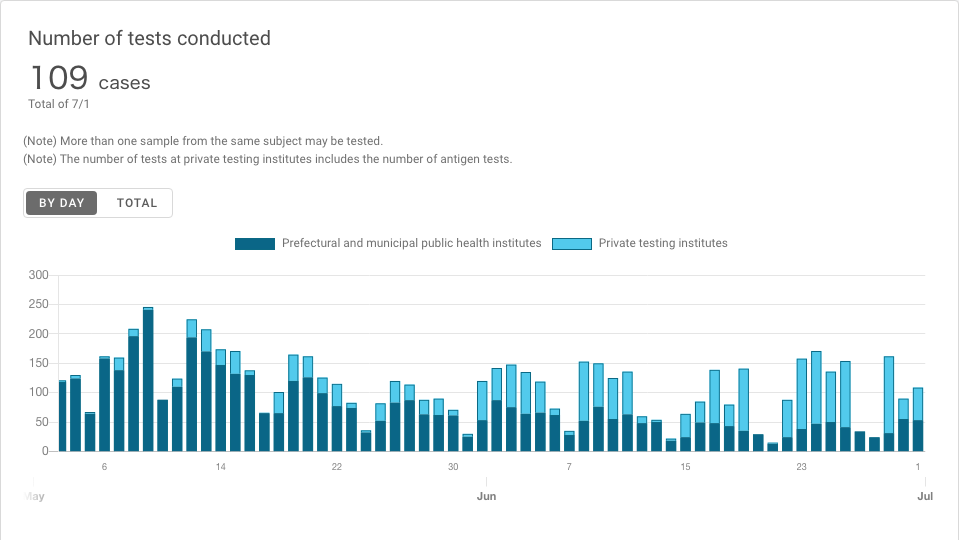 Number of tests conducted
109 cases
Total of 7/1
(Note) More than one sample from the same subject may be tested.
(Note) The number of tests at private testing institutes includes the number of antigen tests.
BY DAY TOTAL
Prefectural and municipal public health institutes Private testing institutes
300
250
200
150
100
50
0
6 14 22 30 7 15 23 1
May Jun Jul